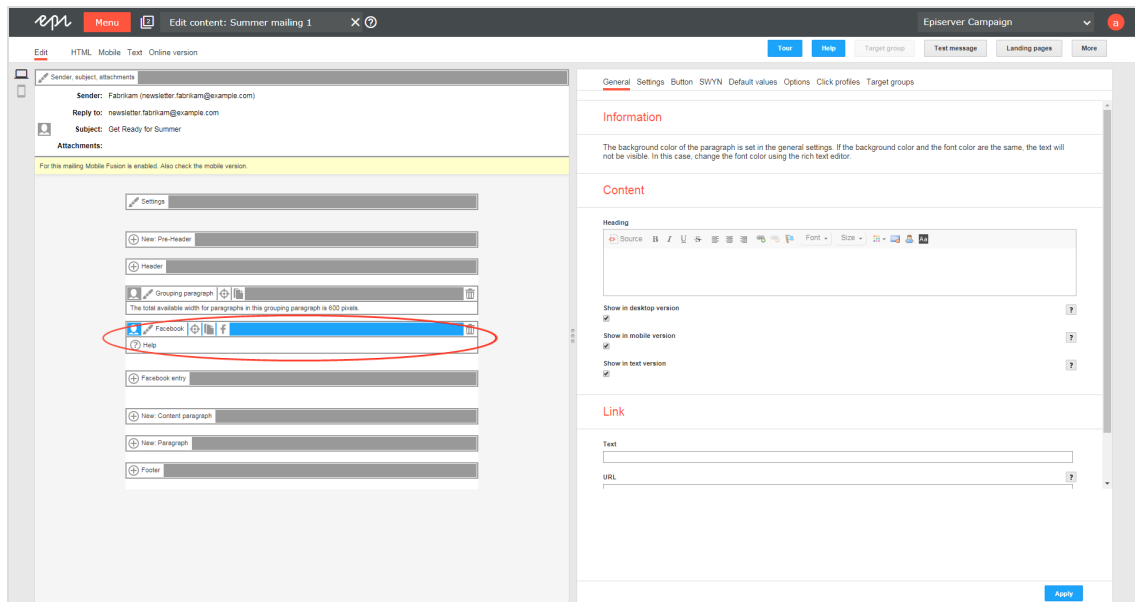 epi Menu 2 Edit content: Summer mailing 1 X ? Episerver Campaign a
Edit HTML Mobile Text Online version Tour Help Target group Test message Landing pages More
Sender, subject, attachments
Sender: Fabrikam (newsletter.fabrikam@example.com)
Reply to: newsletter.fabrikam@example.com
Subject: Get Ready for Summer
Attachments:
For this mailing Mobile Fusion is enabled. Also check the mobile version.
Settings
New: Pre-Header
Header
Grouping paragraph
The total available width for paragraphs in this grouping paragraph is 600 pixels.
Facebook f
? Help
Facebook entry
New: Content paragraph
New: Paragraph
Footer
General Settings Button SWYN Default values Options Click profiles Target groups
Information
The background color of the paragraph is set in the general settings. If the background color and the font color are the same, the text will
not be visible. In this case, change the font color using the rich text editor.
Content
Heading
Source B I U S Font Size Aa
Show in desktop version ?
Show in mobile version ?
Show in text version ?
Link
Text
URL ?
Apply